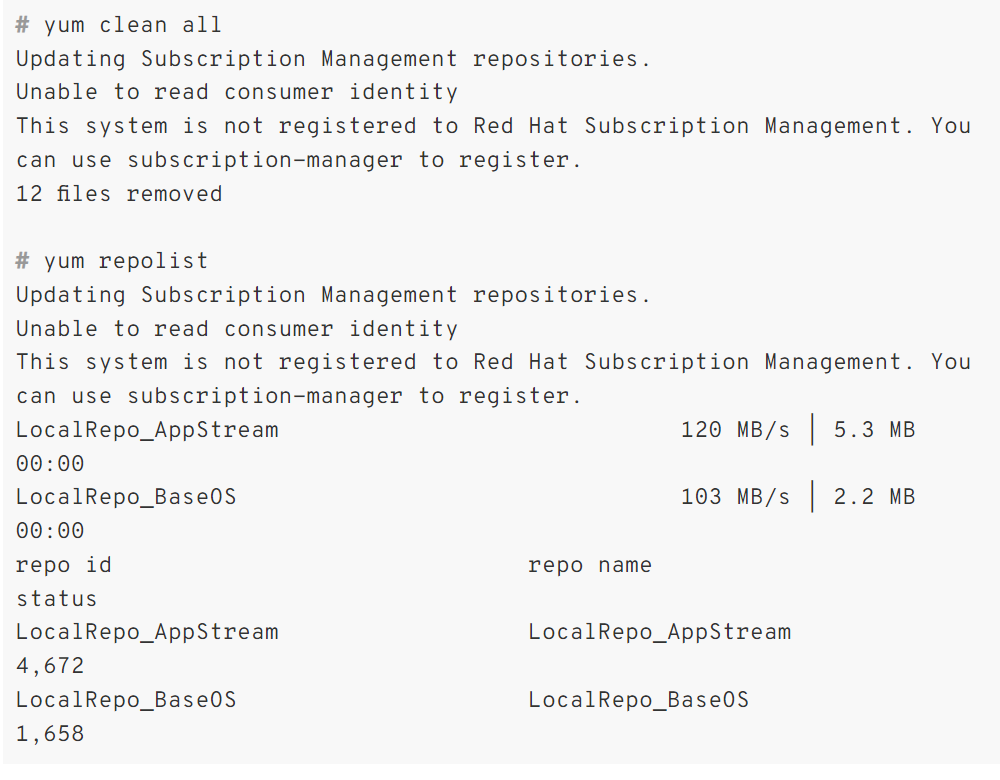 # yum clean all
Updating Subscription Management repositories.
Unable to read consumer identity
This system is not registered to Red Hat Subscription Management. You
can use subscription-manager to register.
12 files removed
# yum repolist
Updating Subscription Management repositories.
Unable to read consumer identity
This system is not registered to Red Hat Subscription Management. You
can use subscription-manager to register.
LocalRepo_AppStream 120 MB/s | 5.3 MB
00:00
LocalRepo_BaseOS 103 MB/s | 2.2 MB
00:00
repo id repo name
status
LocalRepo_AppStream LocalRepo_AppStream
4,672
LocalRepo_BaseOS LocalRepo_BaseOS
1,658